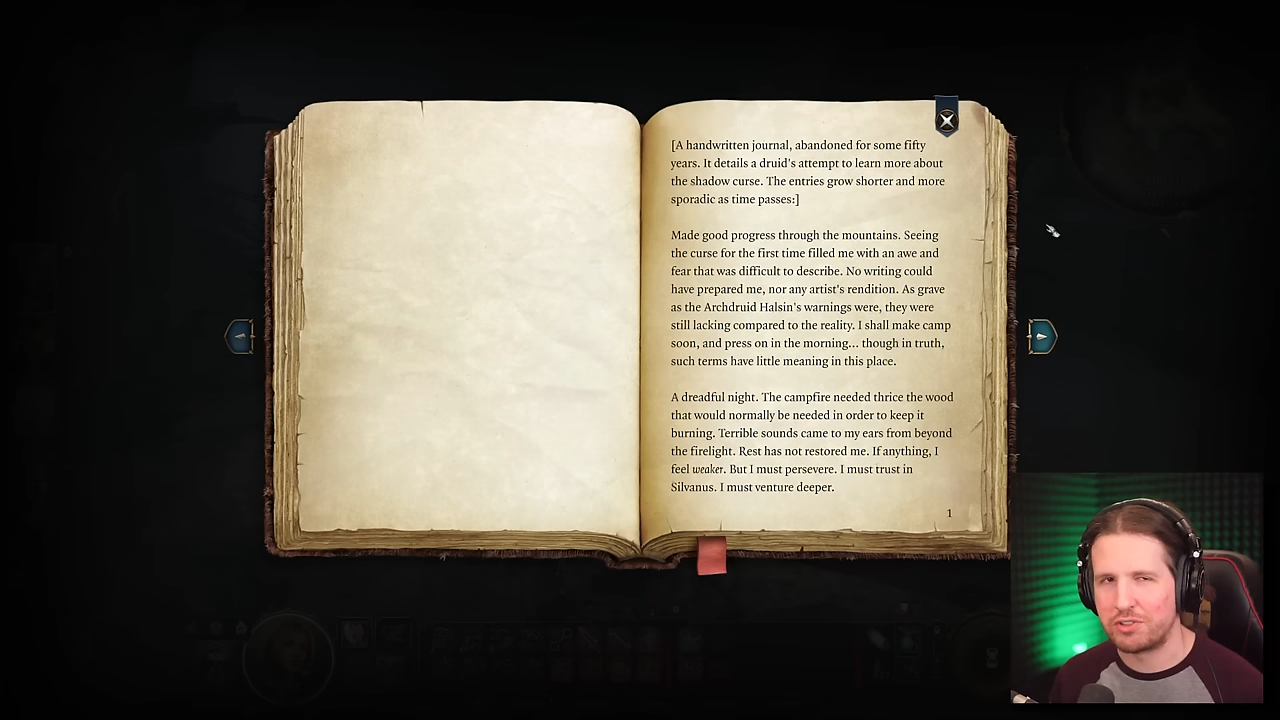 [A handwritten journal, abandoned for some fifty
years. It details a druid's attempt to learn more about
the shadow curse. The entries grow shorter and more
sporadic as time passes:]
Made good progress through the mountains. Seeing
the curse for the first time filled me with an awe and
fear that was difficult to describe. No writing could
have prepared me, nor any artist's rendition. As grave
as the Archdruid Halsin's warnings were, they were
still lacking compared to the reality. I shall make camp
soon, and press on in the morning... though in truth,
such terms have little meaning in this place.
A dreadful night. The campfire needed thrice the wood
that would normally be needed in order to keep it
burning. Terrible sounds came to my ears from beyond
the firelight. Rest has not restored me. If anything, I
feel weaker. But I must persevere. I must trust in
Silvanus. I must venture deeper.
1